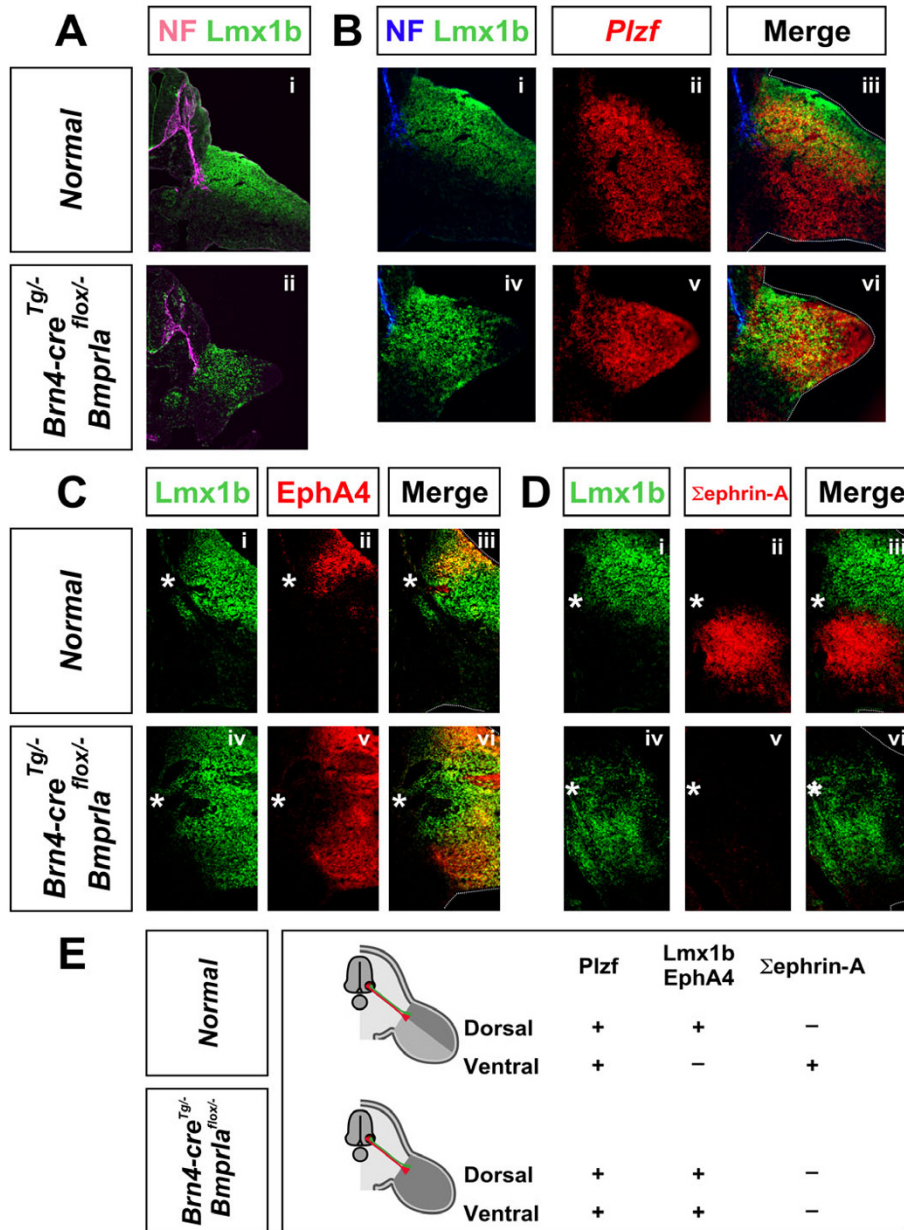 A NF Lmx1b B NF Lmx1b Plzf Merge
Normal
i i ii iii
Brn4-cre Tg/-
Bmprla flox/-
ii iv v vi
C Lmx1b EphA4 Merge D Lmx1b Σephrin-A Merge
Normal
i ii iii i ii iii
* * * * * *
Brn4-cre Tg/-
Bmprla flox/-
iv v vi iv v vi
* * * * * *
E
Normal
Plzf Lmx1b EphA4 Σephrin-A
Dorsal + + −
Ventral + − +
Brn4-cre Tg/-
Bmprla flox/-
Dorsal + + −
Ventral + + −